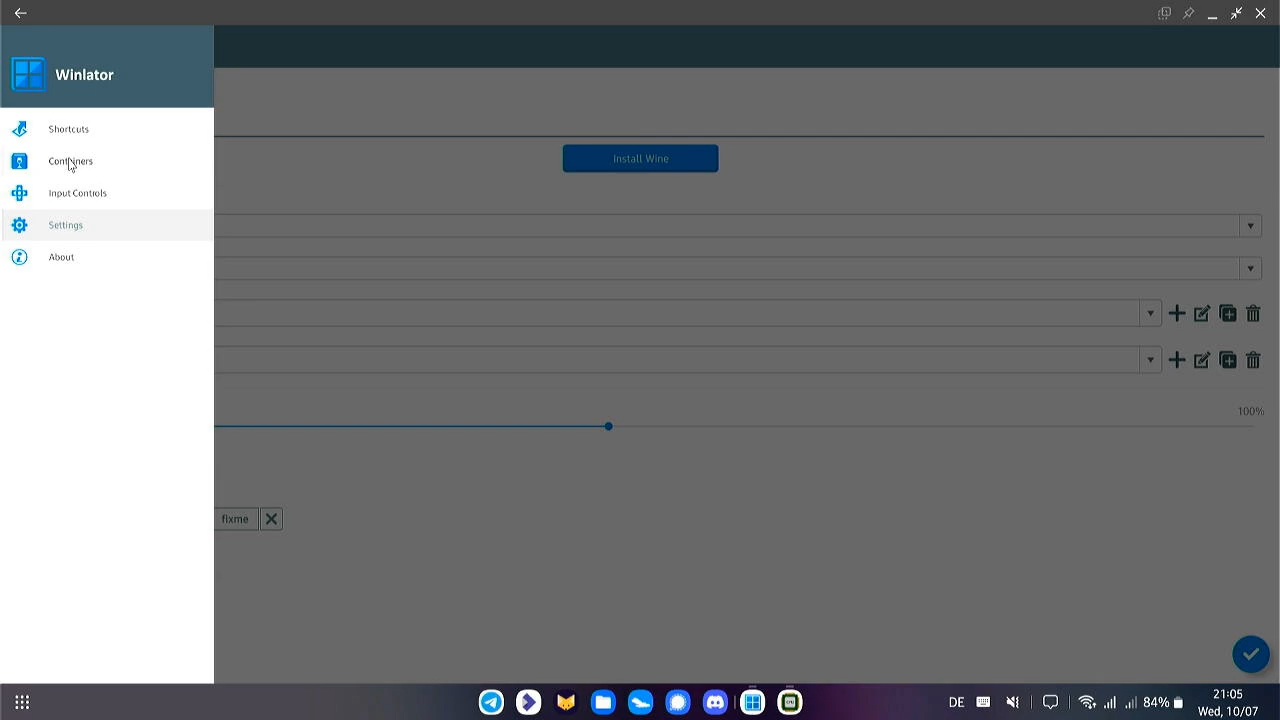 Winlator
Shortcuts
Containers
Install Wine
Input Controls
Settings
About
100%
fixme
DE
84%
21:05
Wed, 10/07